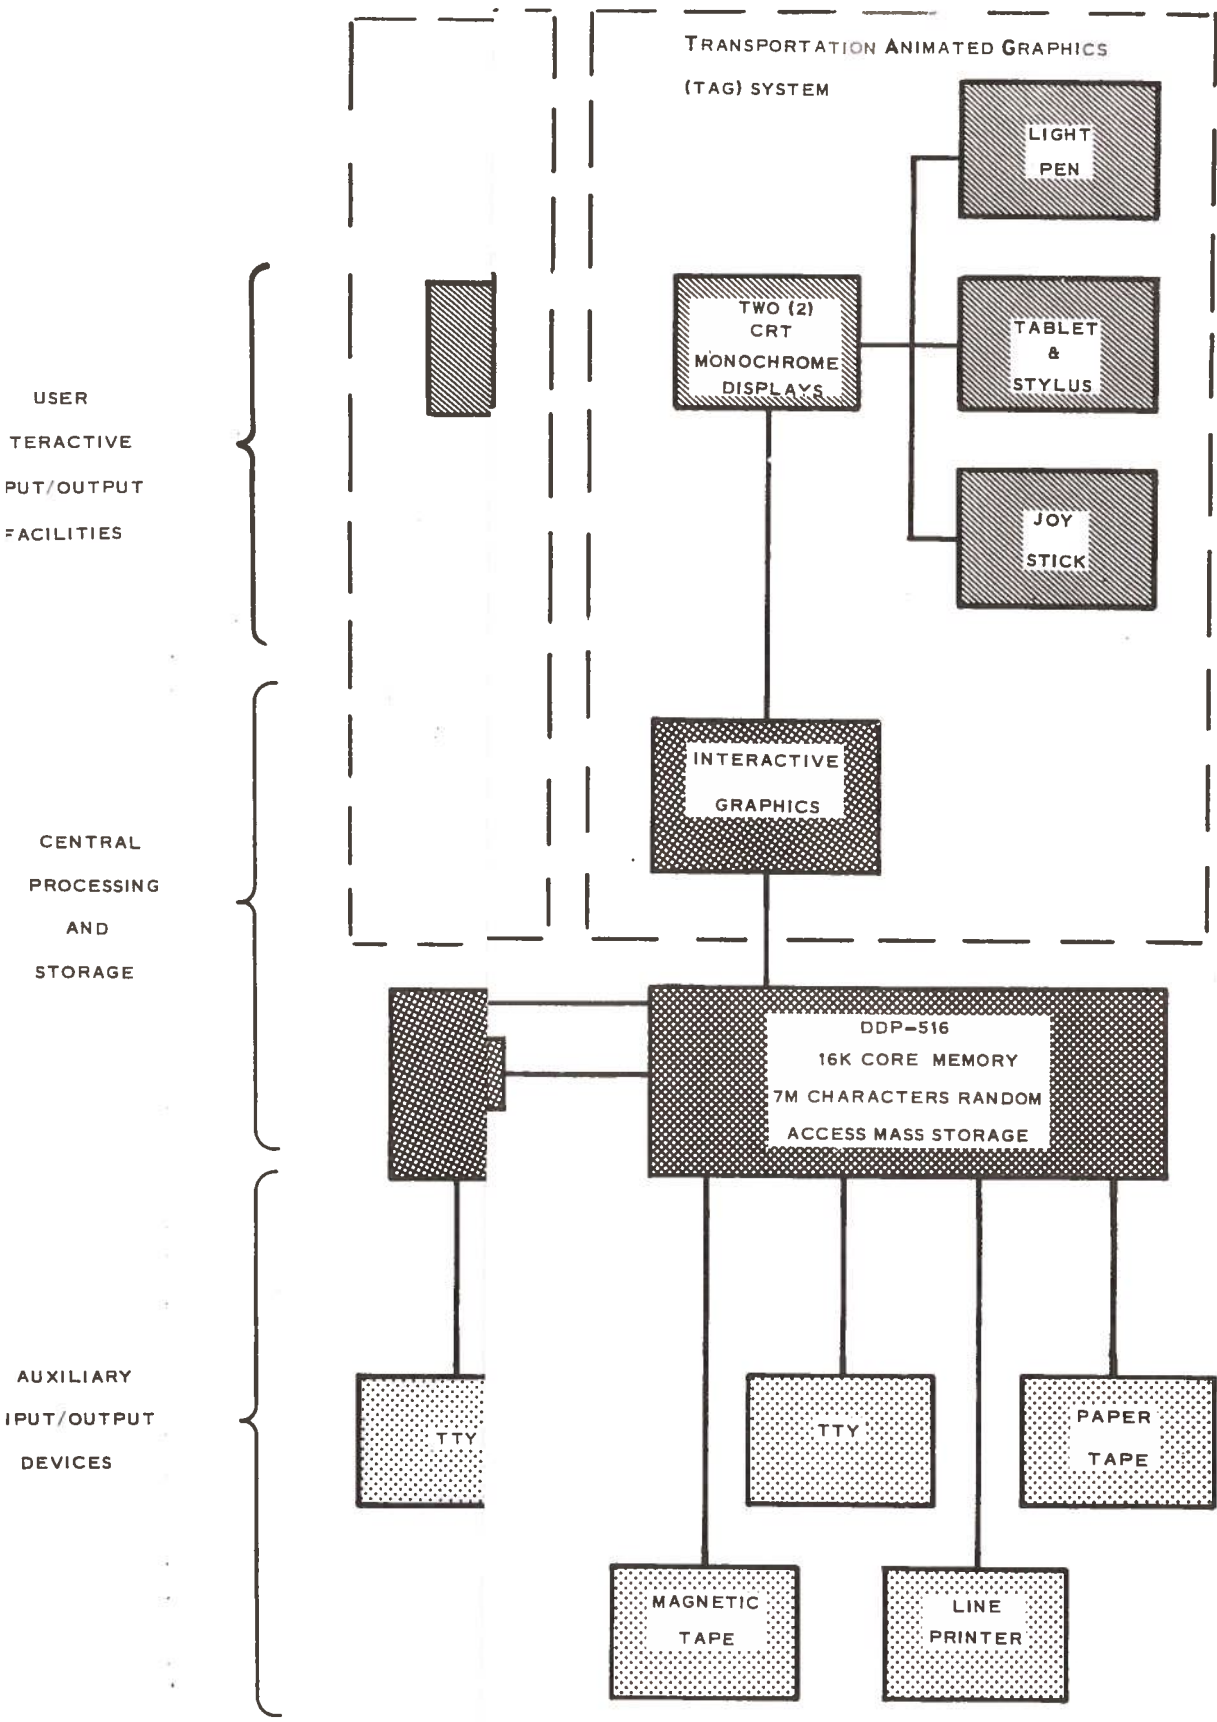 TRANSPORTATION ANIMATED GRAPHICS
(TAG) SYSTEM
LIGHT
PEN
TWO (2)
CRT
MONOCHROME
DISPLAYS
TABLET
&
STYLUS
JOY
STICK
USER
TERACTIVE
PUT/OUTPUT
FACILITIES
INTERACTIVE
GRAPHICS
CENTRAL
PROCESSING
AND
STORAGE
DDP-516
16K CORE MEMORY
7M CHARACTERS RANDOM
ACCESS MASS STORAGE
AUXILIARY
IPUT/OUTPUT
DEVICES
TTY
TTY
PAPER
TAPE
MAGNETIC
TAPE
LINE
PRINTER